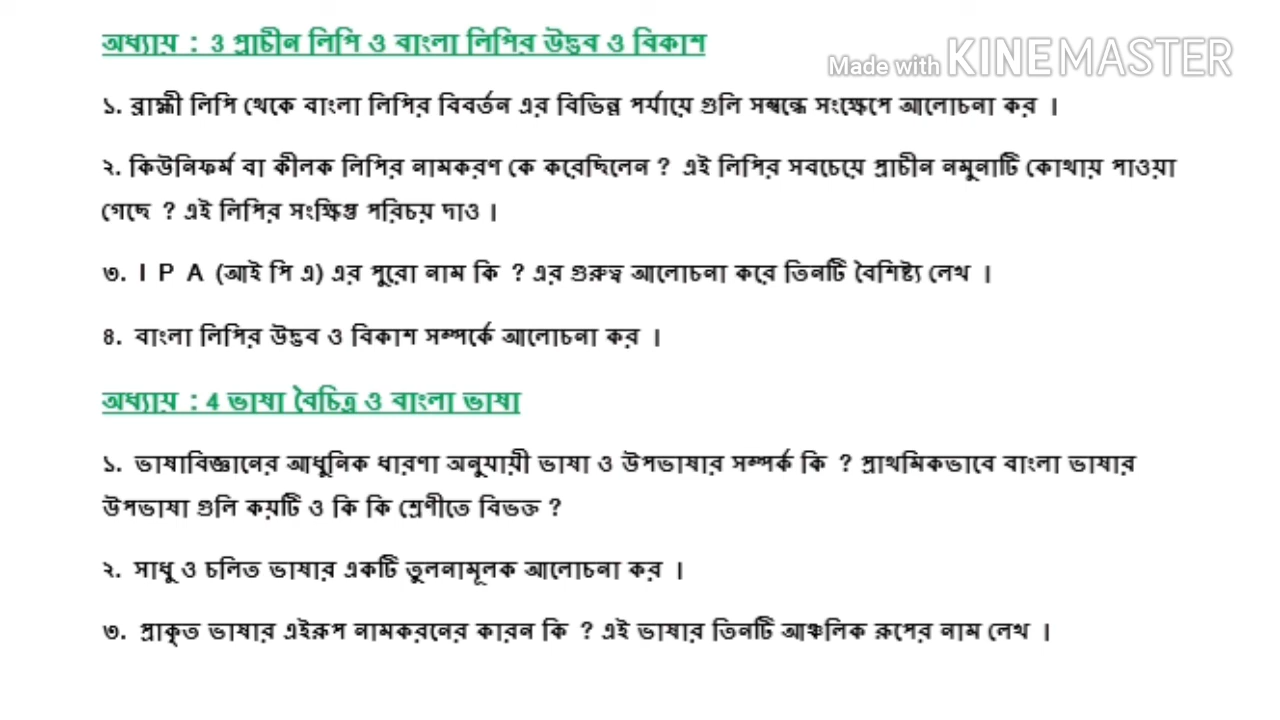 অধ্যায় : 3 প্রাচীন লিপি ও বাংলা লিপির উদ্ভব ও বিকাশ
Made with KINEMASTER
১. ব্রাহ্মী লিপি থেকে বাংলা লিপির বিবর্তন এর বিভিন্ন পর্যায়ে গুলি সম্বন্ধে সংক্ষেপে আলোচনা কর ।
২. কিউনিফর্ম বা কীলক লিপির নামকরণ কে করেছিলেন ? এই লিপির সবচেয়ে প্রাচীন নমুনাটি কোথায় পাওয়া
গেছে ? এই লিপির সংক্ষিপ্ত পরিচয় দাও ।
৩. I P A (আই পি এ) এর পুরো নাম কি ? এর গুরুত্ব আলোচনা করে তিনটি বৈশিষ্ট্য লেখ ।
৪. বাংলা লিপির উদ্ভব ও বিকাশ সম্পর্কে আলোচনা কর ।
অধ্যায় : 4 ভাষা বৈচিত্র ও বাংলা ভাষা
১. ভাষাবিজ্ঞানের আধুনিক ধারণা অনুযায়ী ভাষা ও উপভাষার সম্পর্ক কি ? প্রাথমিকভাবে বাংলা ভাষার
উপভাষা গুলি কয়টি ও কি কি শ্রেণীতে বিভক্ত ?
২. সাধু ও চলিত ভাষার একটি তুলনামূলক আলোচনা কর ।
৩. প্রাকৃত ভাষার এইরূপ নামকরনের কারন কি ? এই ভাষার তিনটি আঞ্চলিক রূপের নাম লেখ ।